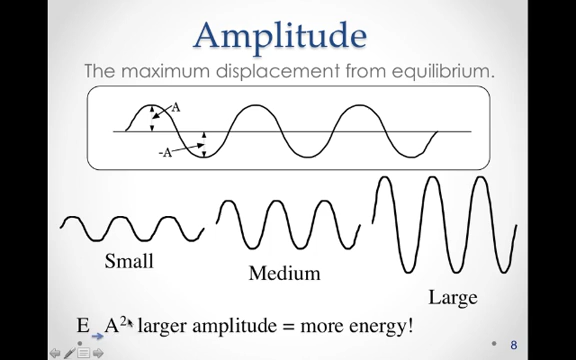 Amplitude
The maximum displacement from equilibrium.
A
-A
Small
Medium
Large
E A² larger amplitude = more energy!
8